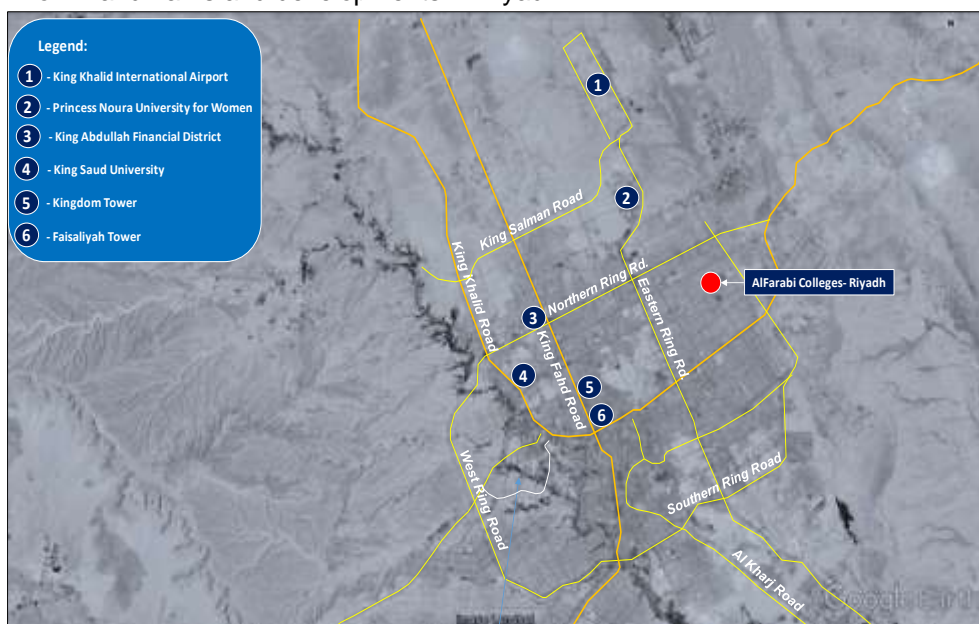 Legend:
1 - King Khalid International Airport
2 - Princess Noura University for Women
3 - King Abdullah Financial District
4 - King Saud University
5 - Kingdom Tower
6 - Faisaliyah Tower
1
2
King Salman Road
King Khalid Road
Northern Ring Rd.
Eastern Ring Rd.
AlFarabi Colleges- Riyadh
3
King Fahd Road
4
5
6
West Ring Road
Southern Ring Road
Al Kharj Road
Google Earth